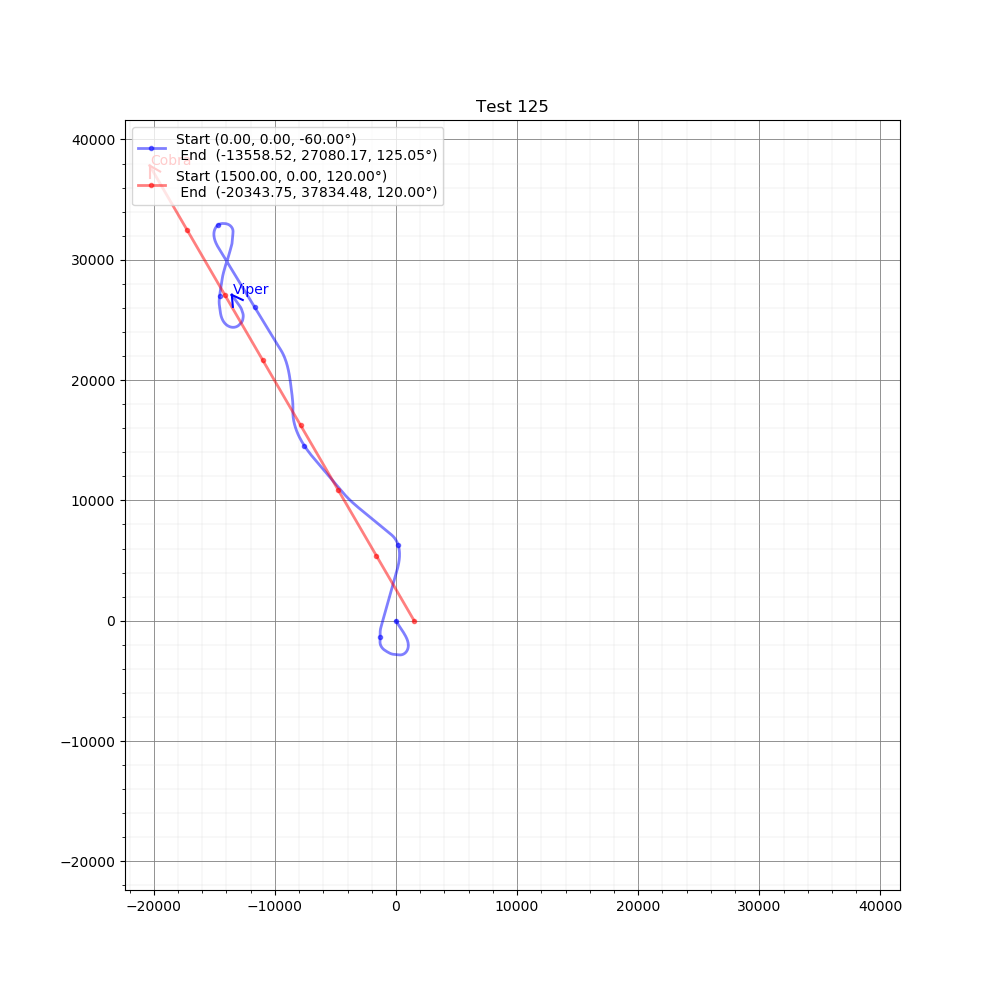 Test 125
Start (0.00, 0.00, -60.00°)
End  (-13558.52, 27080.17, 125.05°)
Start (1500.00, 0.00, 120.00°)
End  (-20343.75, 37834.48, 120.00°)
Cobra
Viper
40000
30000
20000
10000
0
−10000
−20000
−20000 −10000 0 10000 20000 30000 40000